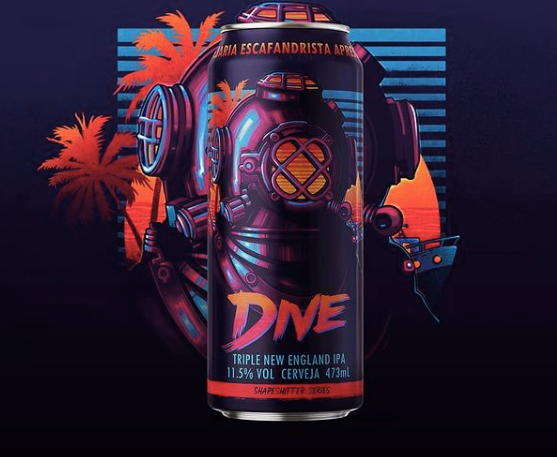 ESCAFANDRISTA
DIVE
TRIPLE NEW ENGLAND IPA
11.5% VOL CERVEJA 473mL
SHAPESHIFTER SERIES